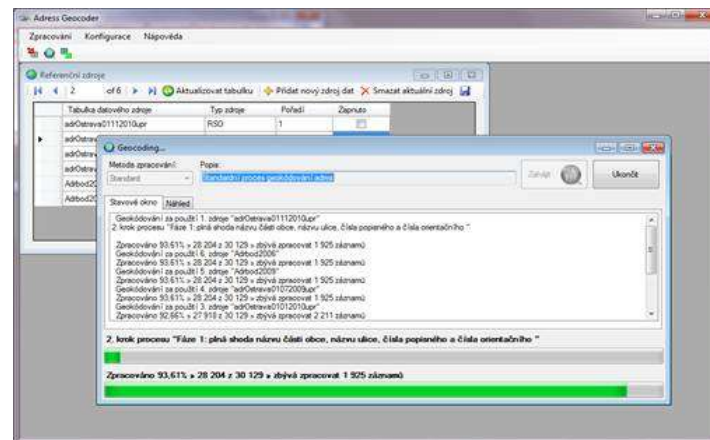 Adress Geocoder
Zpracování Konfigurace Nápověda
Referenční zdroje
2 of 6 Aktualizovat tabulku Přidat nový zdroj dat Smazat aktuální zdroj
Tabulka datového zdroje Typ zdroje Pořadí Zapnuto
adrOstrava01112010upr RSO 1
adrOstrav
adrOstrav
adrOstrav
Adrbod20
Adrbod20
Geocoding...
Metoda zpracování: Popis:
Standard Standardní proces geokódování adres Zahájit Ukončit
Stavové okno Náhled
Geokódování za použití 1. zdroje "adrOstrava01112010upr"
2. krok procesu "Fáze 1: plná shoda názvu části obce, názvu ulice, čísla popisného a čísla orientačního "
Zpracováno 93,61% » 28 204 z 30 129 » zbývá zpracovat 1 925 záznamů
Geokódování za použití 6. zdroje "Adrbod2006"
Zpracováno 93,61% » 28 204 z 30 129 » zbývá zpracovat 1 925 záznamů
Geokódování za použití 5. zdroje "Adrbod2009"
Zpracováno 93,61% » 28 204 z 30 129 » zbývá zpracovat 1 925 záznamů
Geokódování za použití 4. zdroje "adrOstrava01072009upr"
Zpracováno 93,61% » 28 204 z 30 129 » zbývá zpracovat 1 925 záznamů
Geokódování za použití 3. zdroje "adrOstrava01012010upr"
Zpracováno 92,66% » 27 918 z 30 129 » zbývá zpracovat 2 211 záznamů
2. krok procesu "Fáze 1: plná shoda názvu části obce, názvu ulice, čísla popisného a čísla orientačního "
Zpracováno 93,61% » 28 204 z 30 129 » zbývá zpracovat 1 925 záznamů